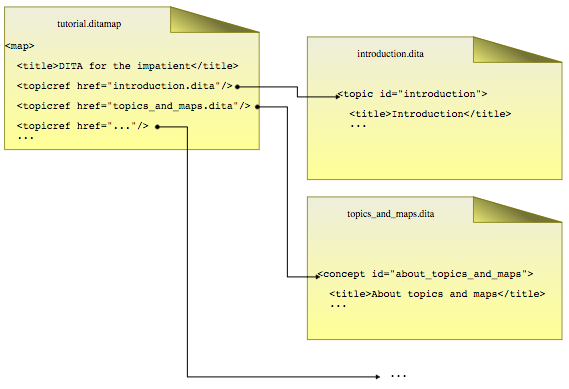 tutorial.ditamap
<map>
<title>DITA for the impatient</title>
<topicref href="introduction.dita"/>
<topicref href="topics_and_maps.dita"/>
<topicref href="..."/>
...
introduction.dita
<topic id="introduction">
<title>Introduction</title>
...
topics_and_maps.dita
<concept id="about_topics_and_maps">
<title>About topics and maps</title>
...
...